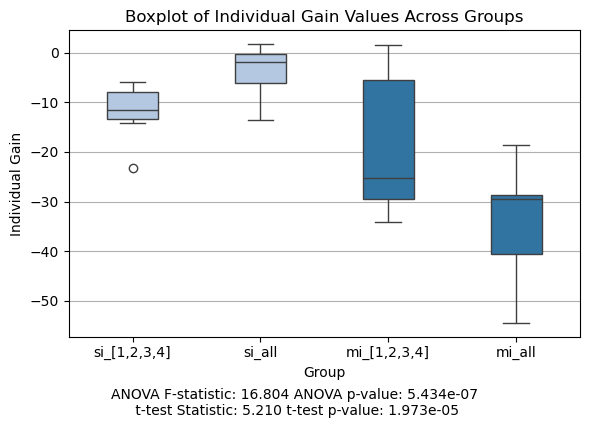 Boxplot of Individual Gain Values Across Groups
Individual Gain
0
−10
−20
−30
−40
−50
si_[1,2,3,4]
si_all
mi_[1,2,3,4]
mi_all
Group
ANOVA F-statistic: 16.804 ANOVA p-value: 5.434e-07
t-test Statistic: 5.210 t-test p-value: 1.973e-05